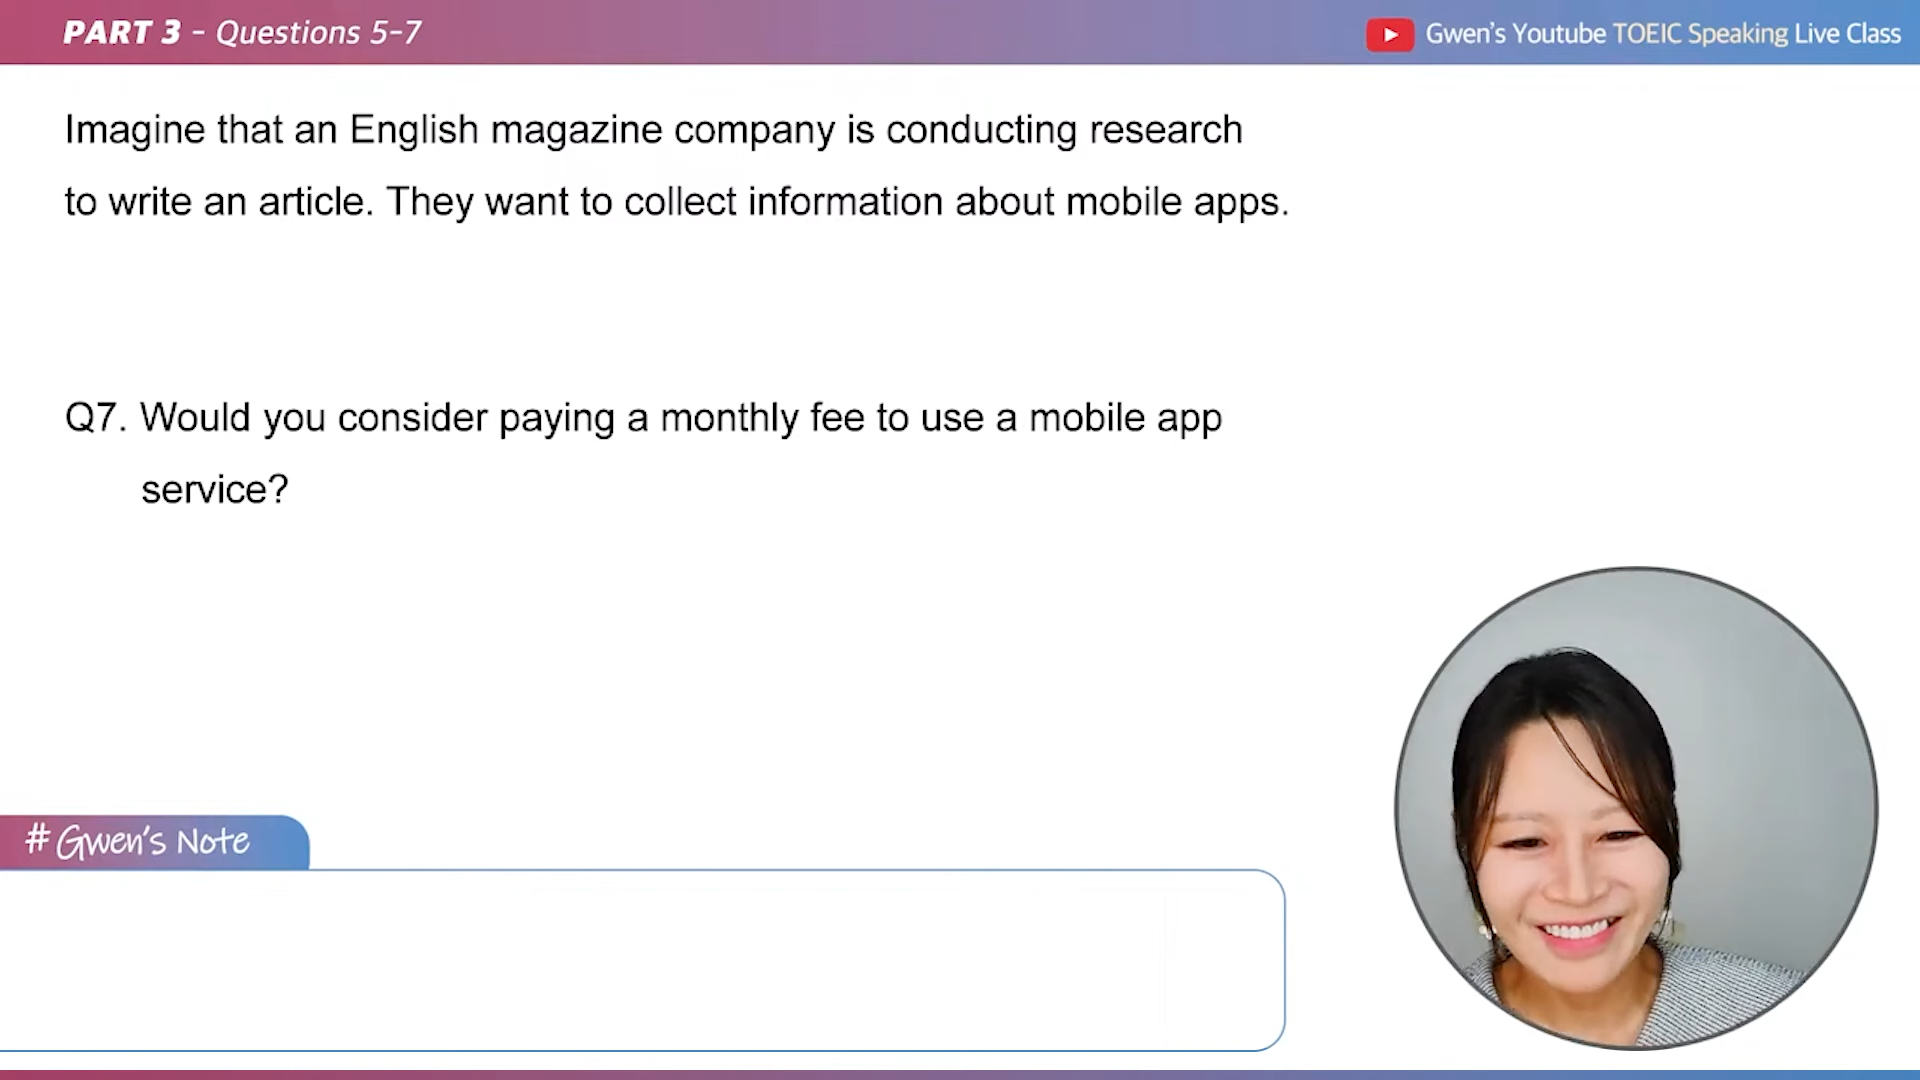 PART 3 - Questions 5-7
Gwen's Youtube TOEIC Speaking Live Class
Imagine that an English magazine company is conducting research
to write an article. They want to collect information about mobile apps.
Q7. Would you consider paying a monthly fee to use a mobile app
service?
# Gwen's Note